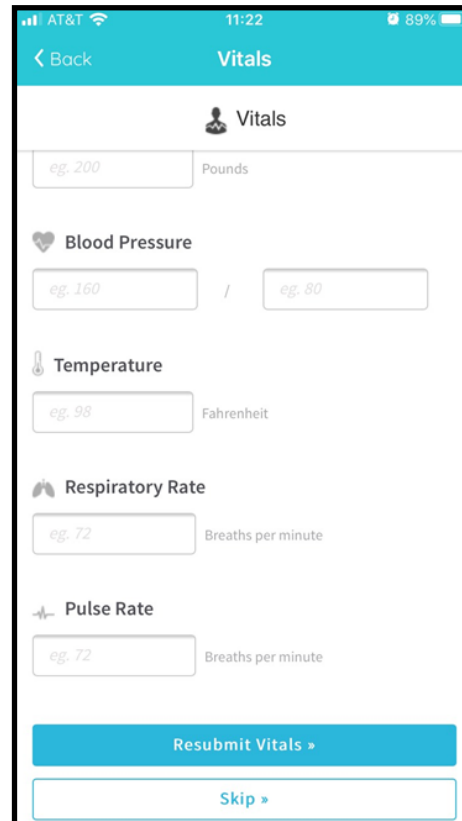 AT&T 11:22 89%
Back Vitals
Vitals
eg. 200 Pounds
Blood Pressure
eg. 160 / eg. 80
Temperature
eg. 98 Fahrenheit
Respiratory Rate
eg. 72 Breaths per minute
Pulse Rate
eg. 72 Breaths per minute
Resubmit Vitals »
Skip »